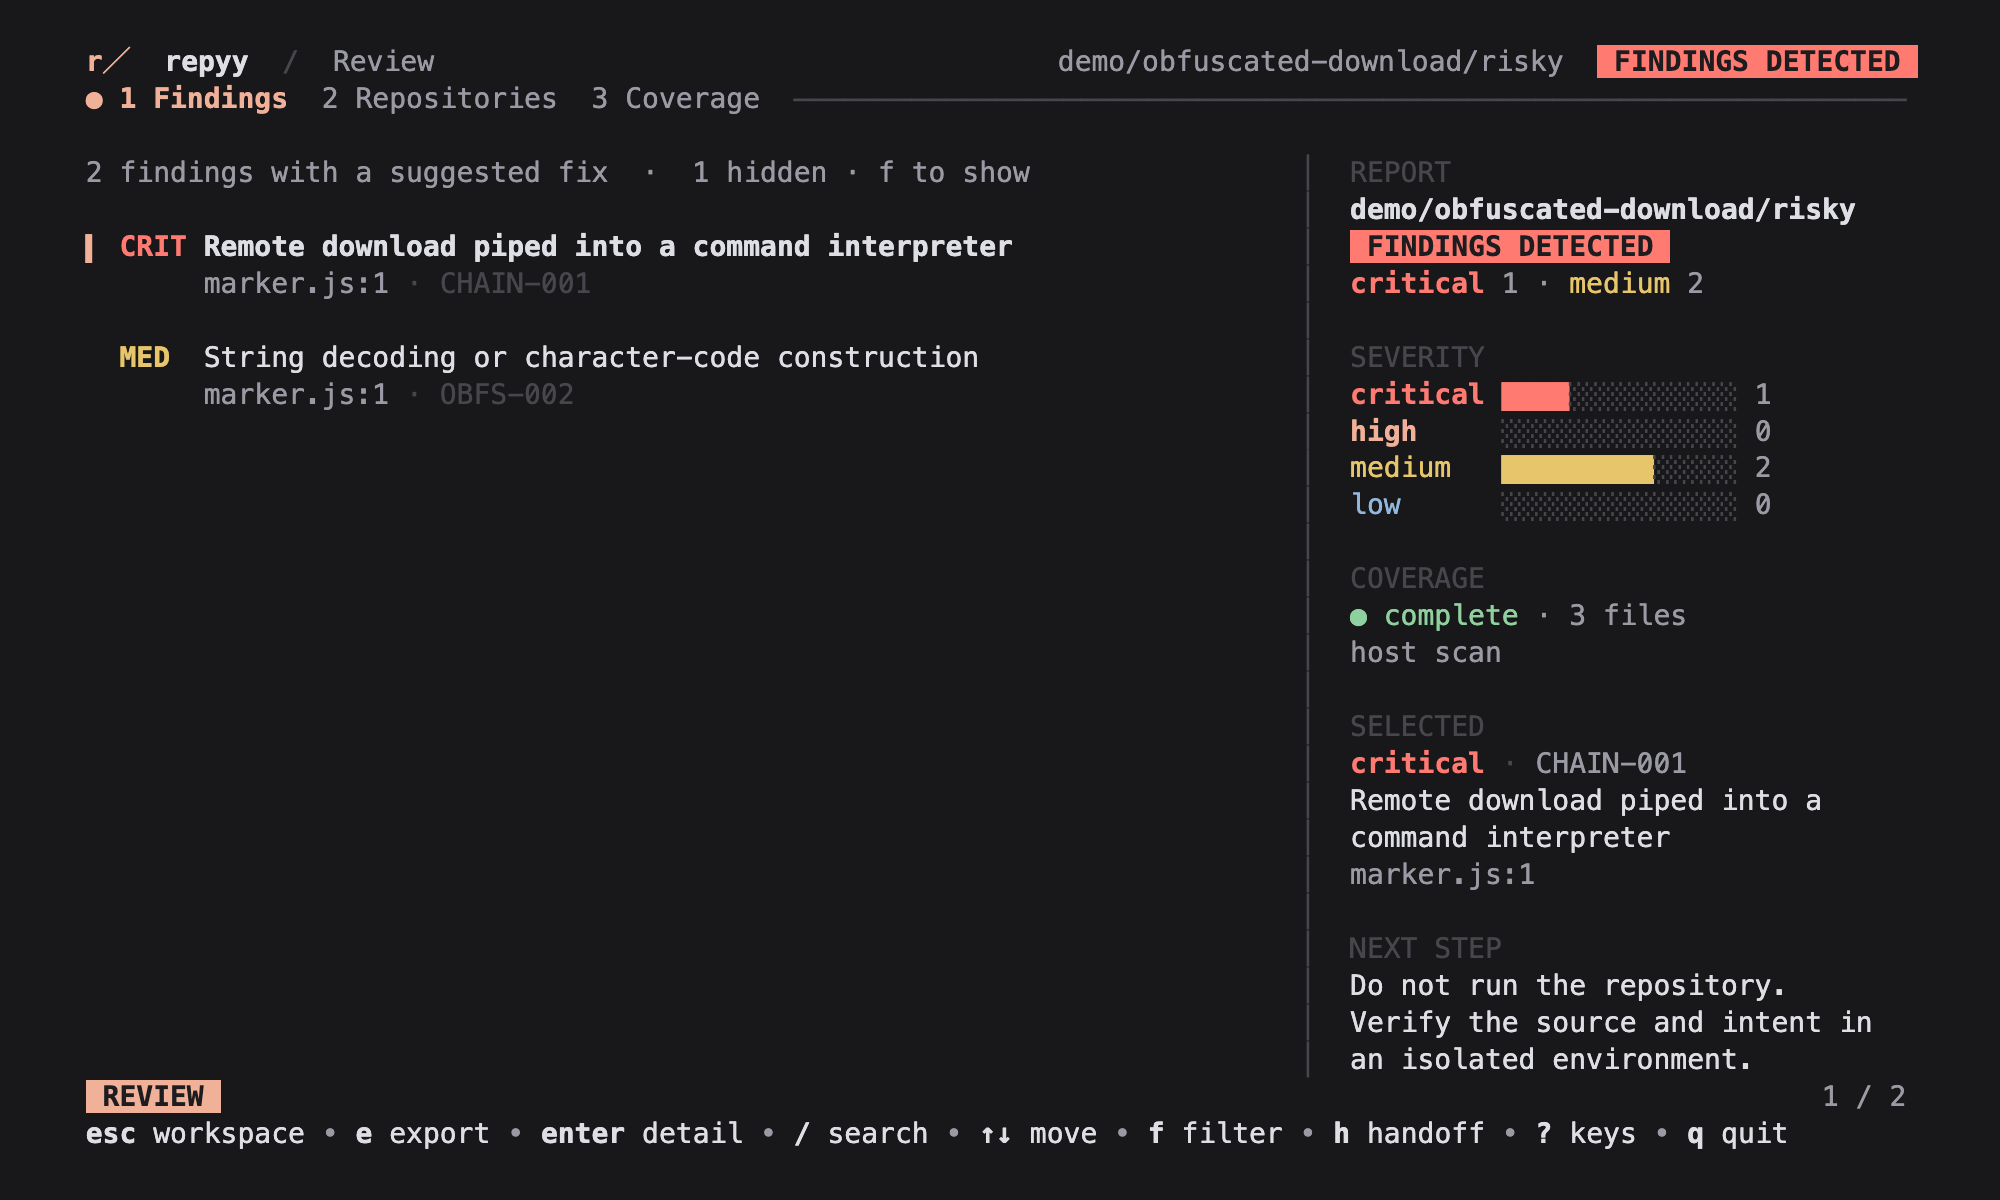 r╱ repyy / Review demo/obfuscated-download/risky FINDINGS DETECTED
● 1 Findings 2 Repositories 3 Coverage
2 findings with a suggested fix · 1 hidden · f to show
CRIT Remote download piped into a command interpreter
marker.js:1 · CHAIN-001
MED String decoding or character-code construction
marker.js:1 · OBFS-002
REPORT
demo/obfuscated-download/risky
FINDINGS DETECTED
critical 1 · medium 2
SEVERITY
critical 1
high 0
medium 2
low 0
COVERAGE
● complete · 3 files
host scan
SELECTED
critical · CHAIN-001
Remote download piped into a
command interpreter
marker.js:1
NEXT STEP
Do not run the repository.
Verify the source and intent in
an isolated environment.
REVIEW 1 / 2
esc workspace • e export • enter detail • / search • ↑↓ move • f filter • h handoff • ? keys • q quit